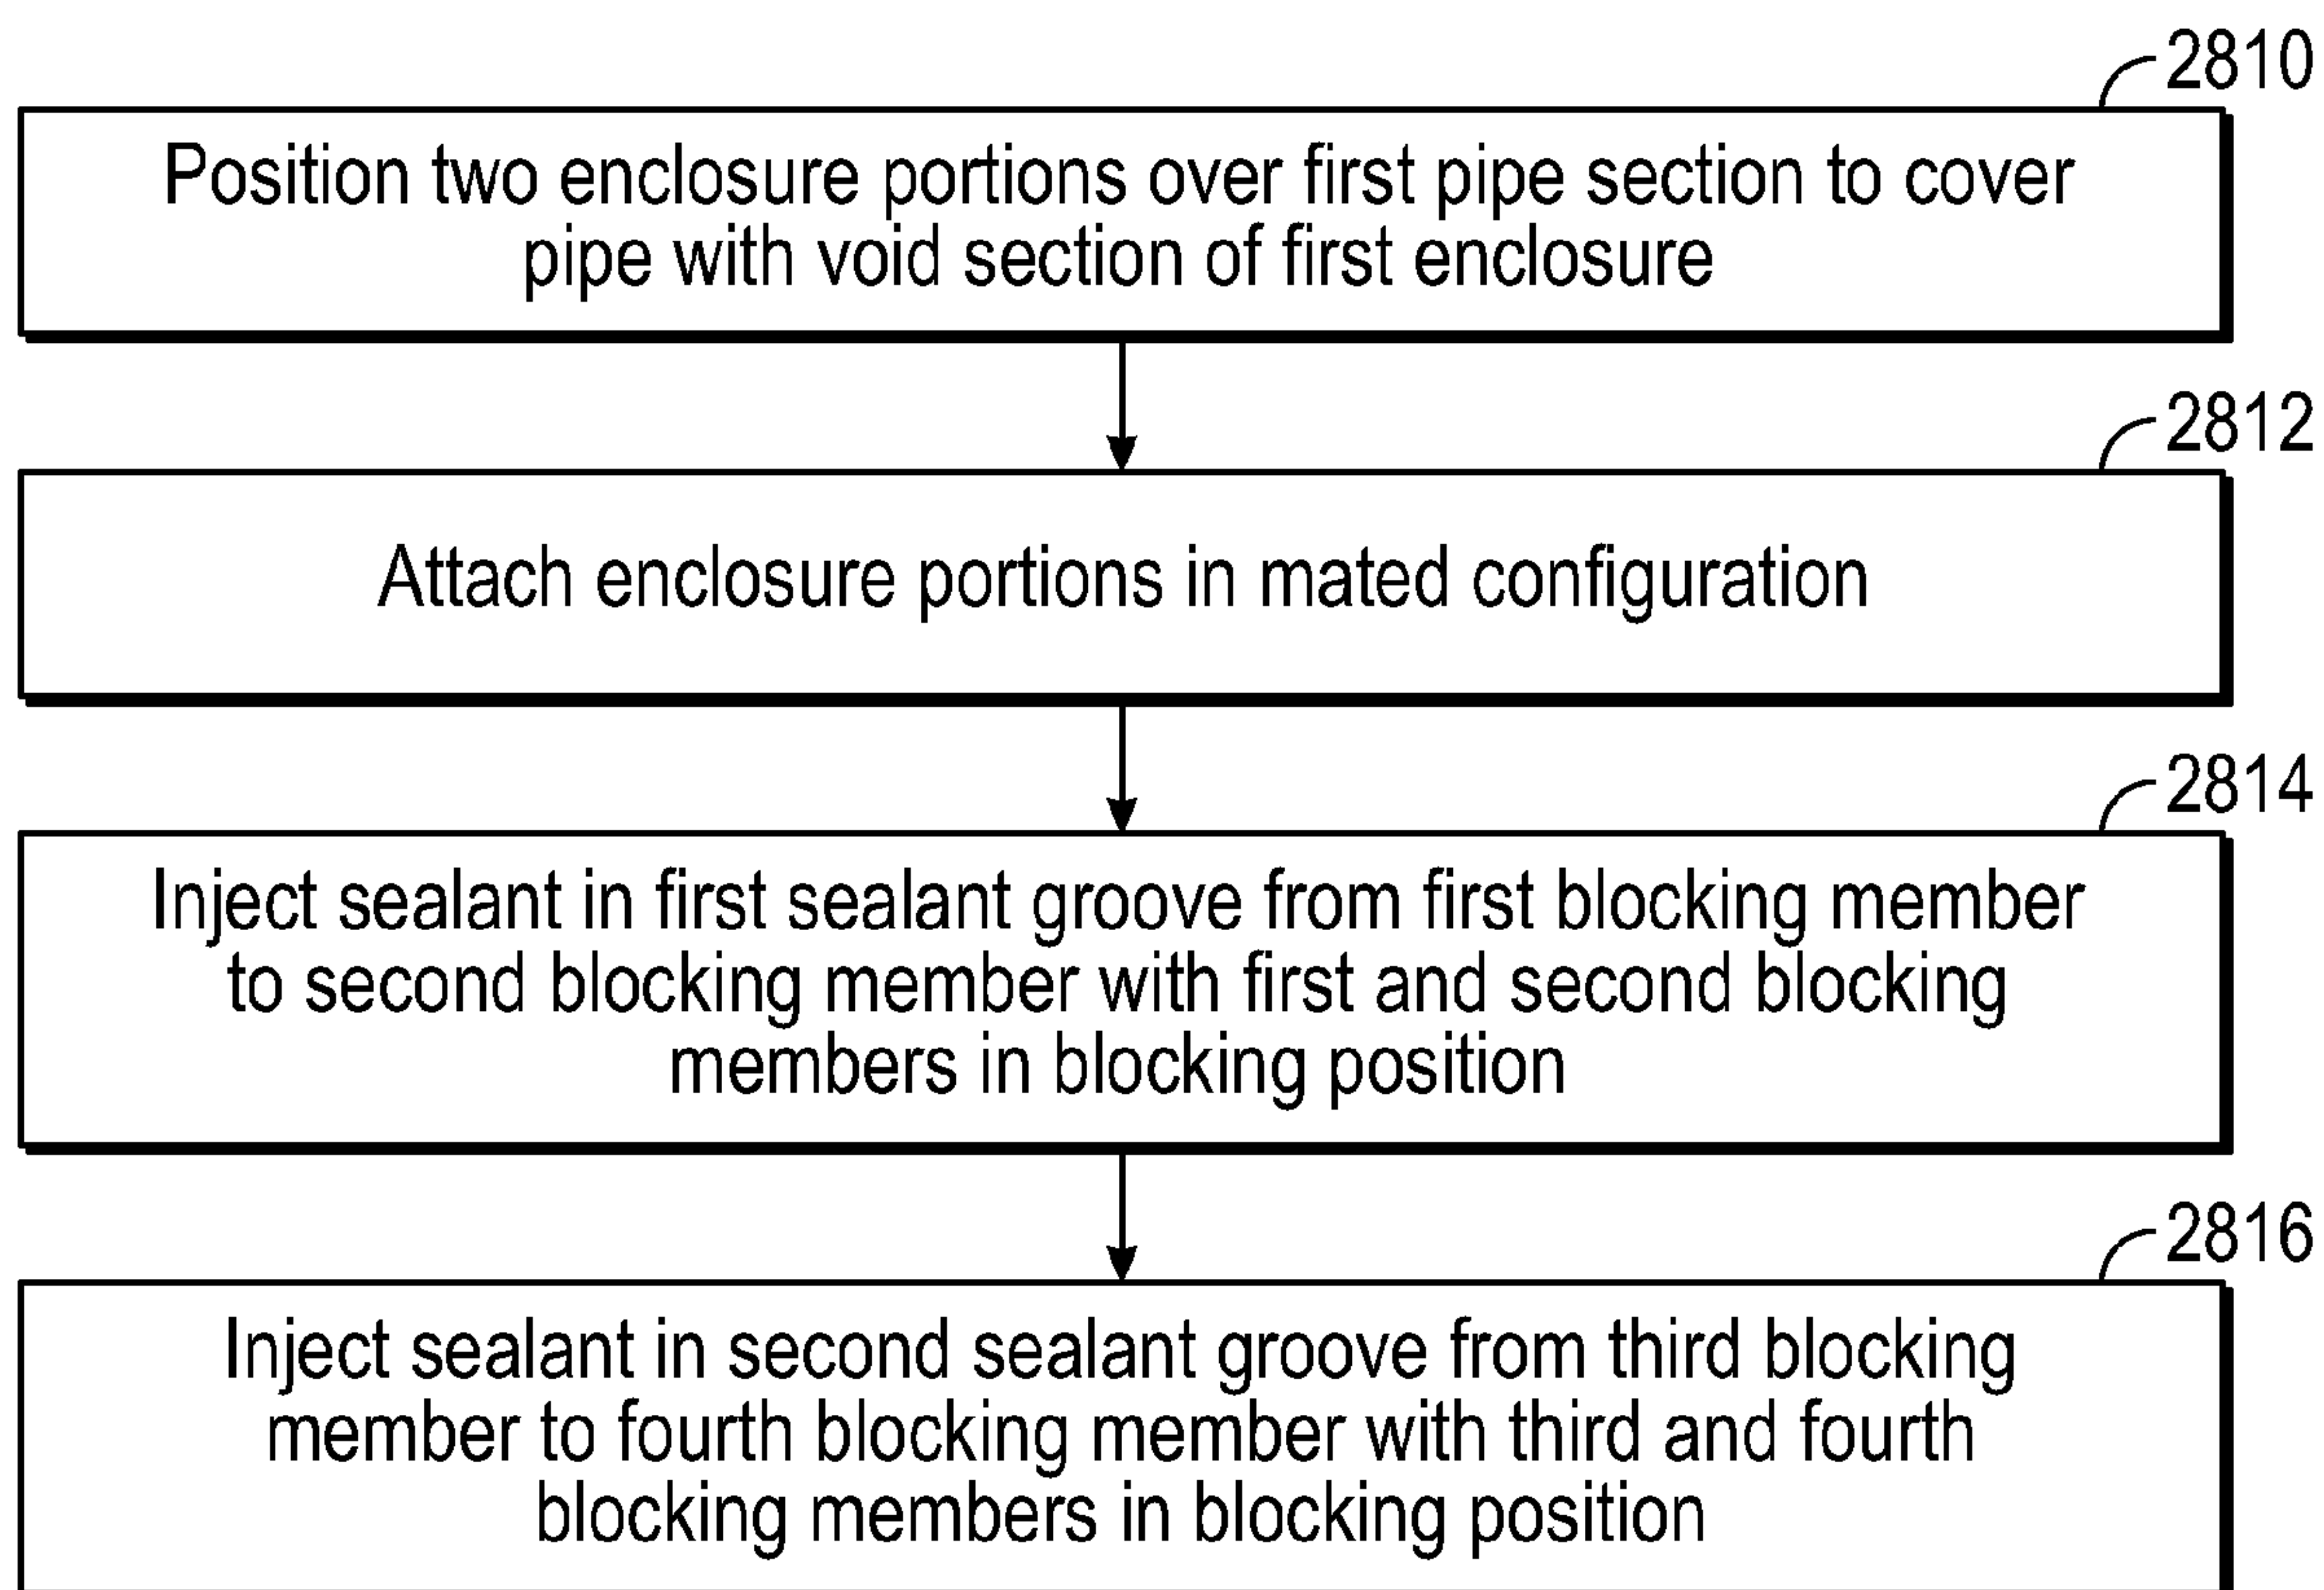 2810
Position two enclosure portions over first pipe section to cover
pipe with void section of first enclosure
2812
Attach enclosure portions in mated configuration
2814
Inject sealant in first sealant groove from first blocking member
to second blocking member with first and second blocking
members in blocking position
2816
Inject sealant in second sealant groove from third blocking
member to fourth blocking member with third and fourth
blocking members in blocking position